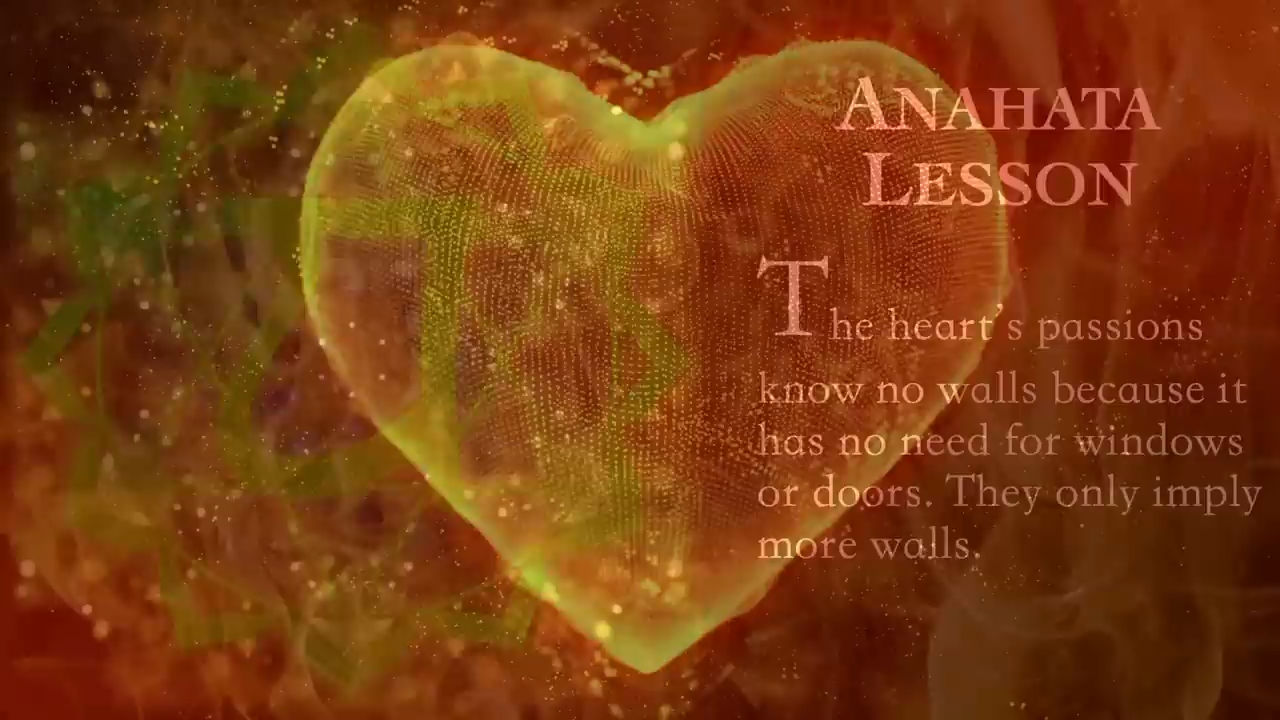 ANAHATA
LESSON
The heart's passions
know no walls because it
has no need for windows
or doors. They only imply
more walls.